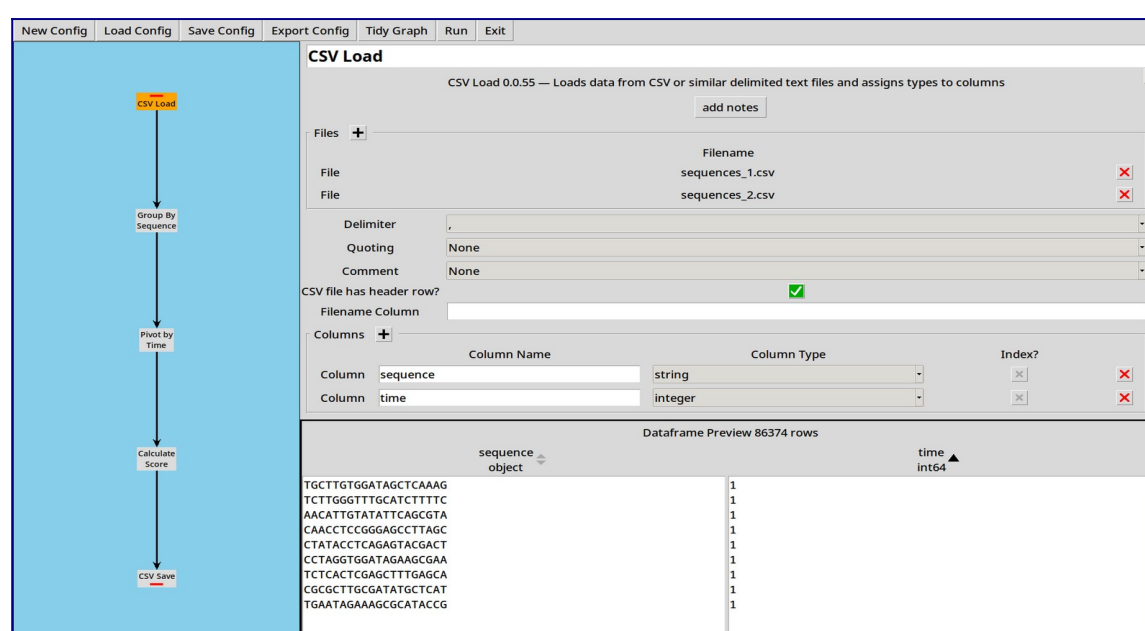 New Config Load Config Save Config Export Config Tidy Graph Run Exit
CSV Load
Group By
Sequence
Pivot by
Time
Calculate
Score
CSV Save
CSV Load
CSV Load 0.0.55 — Loads data from CSV or similar delimited text files and assigns types to columns
add notes
Files +
Filename
File sequences_1.csv
File sequences_2.csv
Delimiter ,
Quoting None
Comment None
CSV file has header row?
Filename Column
Columns +
Column Name Column Type Index?
Column sequence string
Column time integer
Dataframe Preview 86374 rows
sequence time
object int64
TGCTTGTGGATAGCTCAAAG 1
TCTTGGGTTTGCATCTTTTC 1
AACATTGTATATTCAGCGTA 1
CAACCTCCGGGAGCCTTAGC 1
CTATACCTCAGAGTACGACT 1
CCTAGGTGGATAGAAGCGAA 1
TCTCACTCGAGCTTTGAGCA 1
CGCGCTTGCGATATGCTCAT 1
TGAATAGAAAGCGCATACCG 1